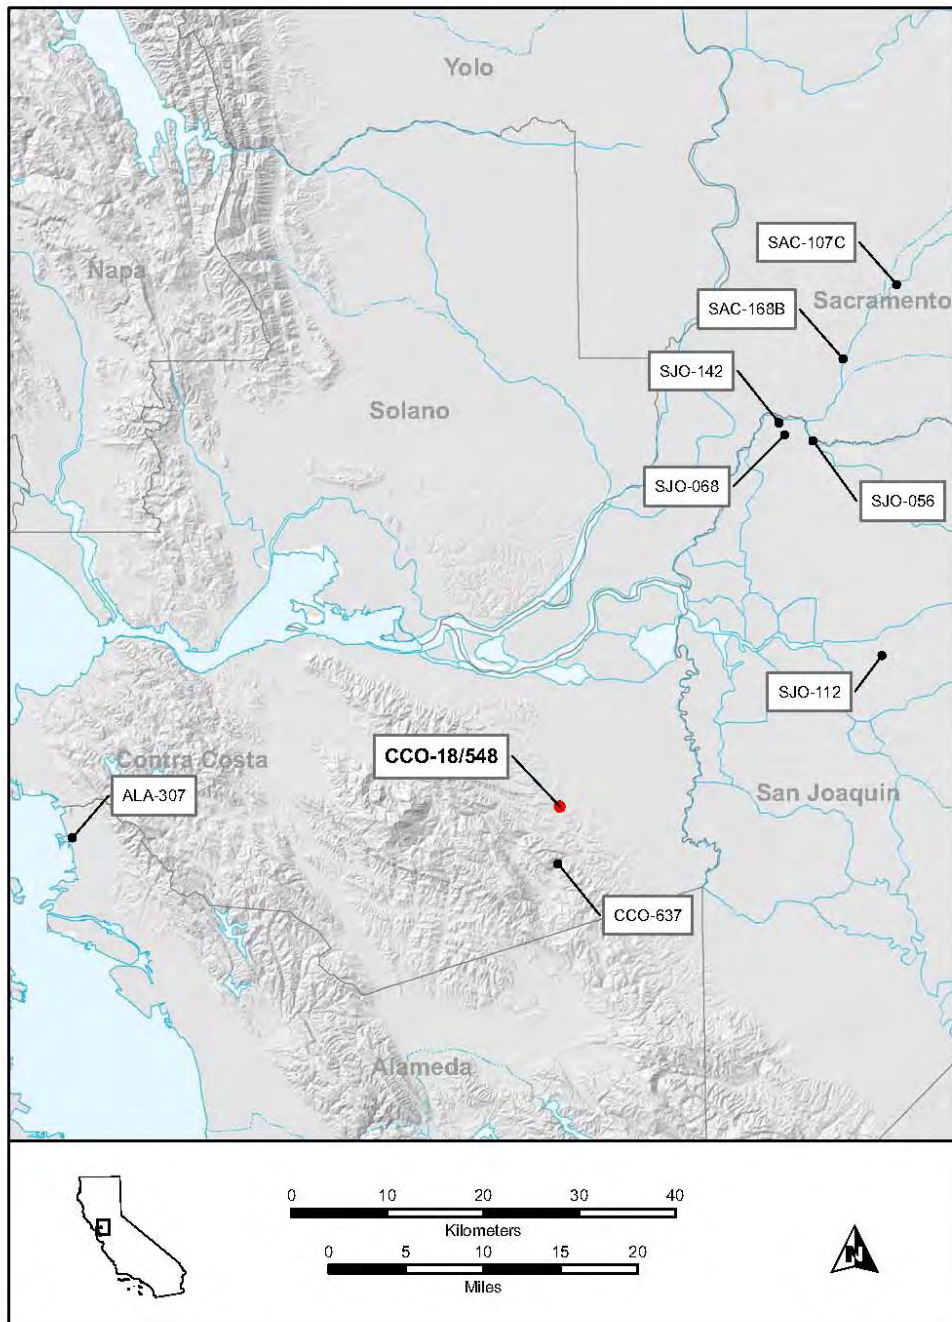 Yolo
SAC-107C
Napa
Sacramento
SAC-168B
SJO-142
Solano
SJO-068
SJO-056
SJO-112
CCO-18/548
Contra Costa
ALA-307
San Joaquin
CCO-637
Alameda
0 10 20 30 40
Kilometers
0 5 10 15 20
Miles
N